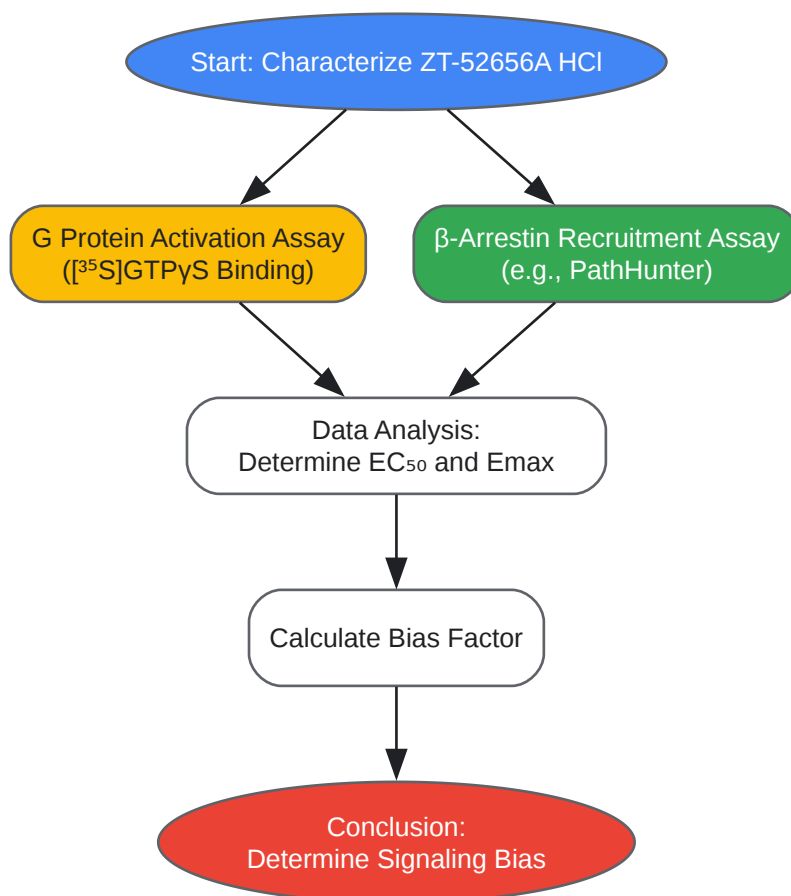 Start: Characterize ZT-52656A HCl
G Protein Activation Assay
([³⁵S]GTPγS Binding)
β-Arrestin Recruitment Assay
(e.g., PathHunter)
Data Analysis:
Determine EC₅₀ and Emax
Calculate Bias Factor
Conclusion:
Determine Signaling Bias